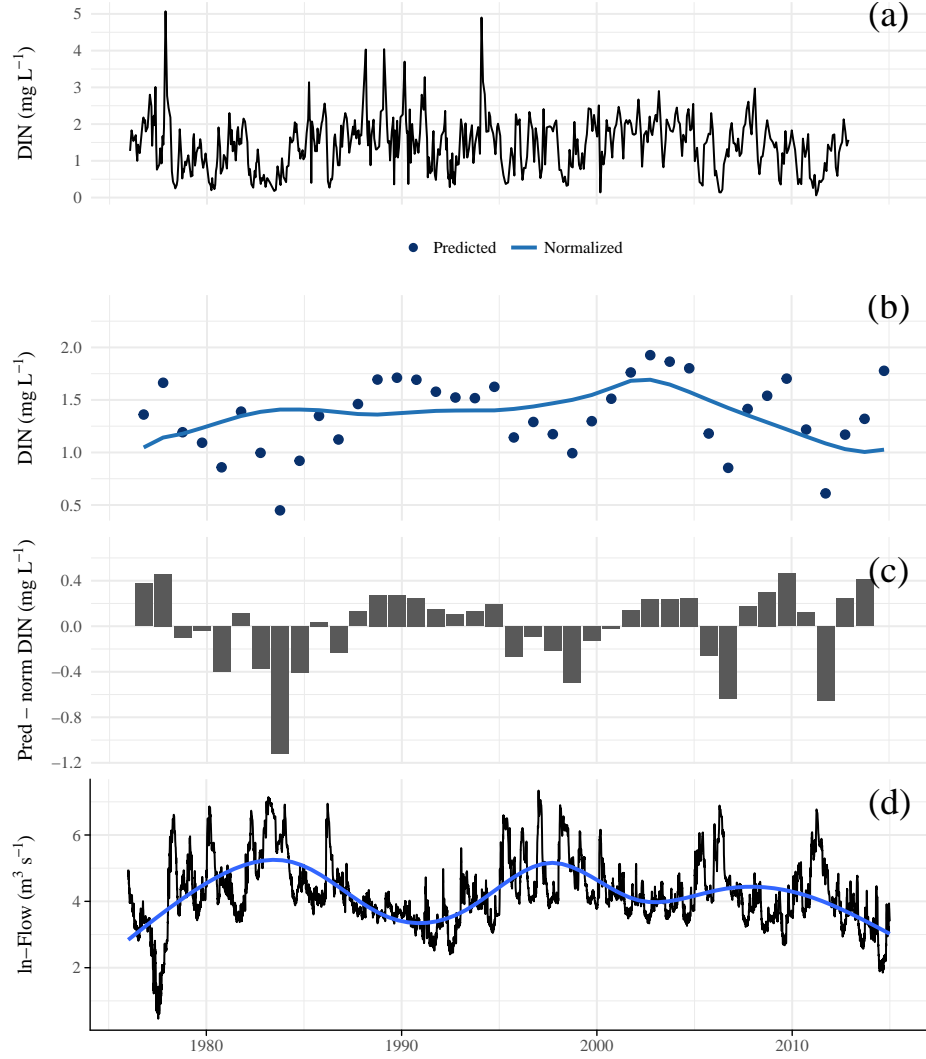 (a)
DIN (mg L−1)
5
4
3
2
1
0
Predicted Normalized
(b)
DIN (mg L−1)
2.0
1.5
1.0
0.5
(c)
Pred − norm DIN (mg L−1)
0.4
0.0
−0.4
−0.8
−1.2
(d)
ln−Flow (m3 s−1)
6
4
2
1980 1990 2000 2010